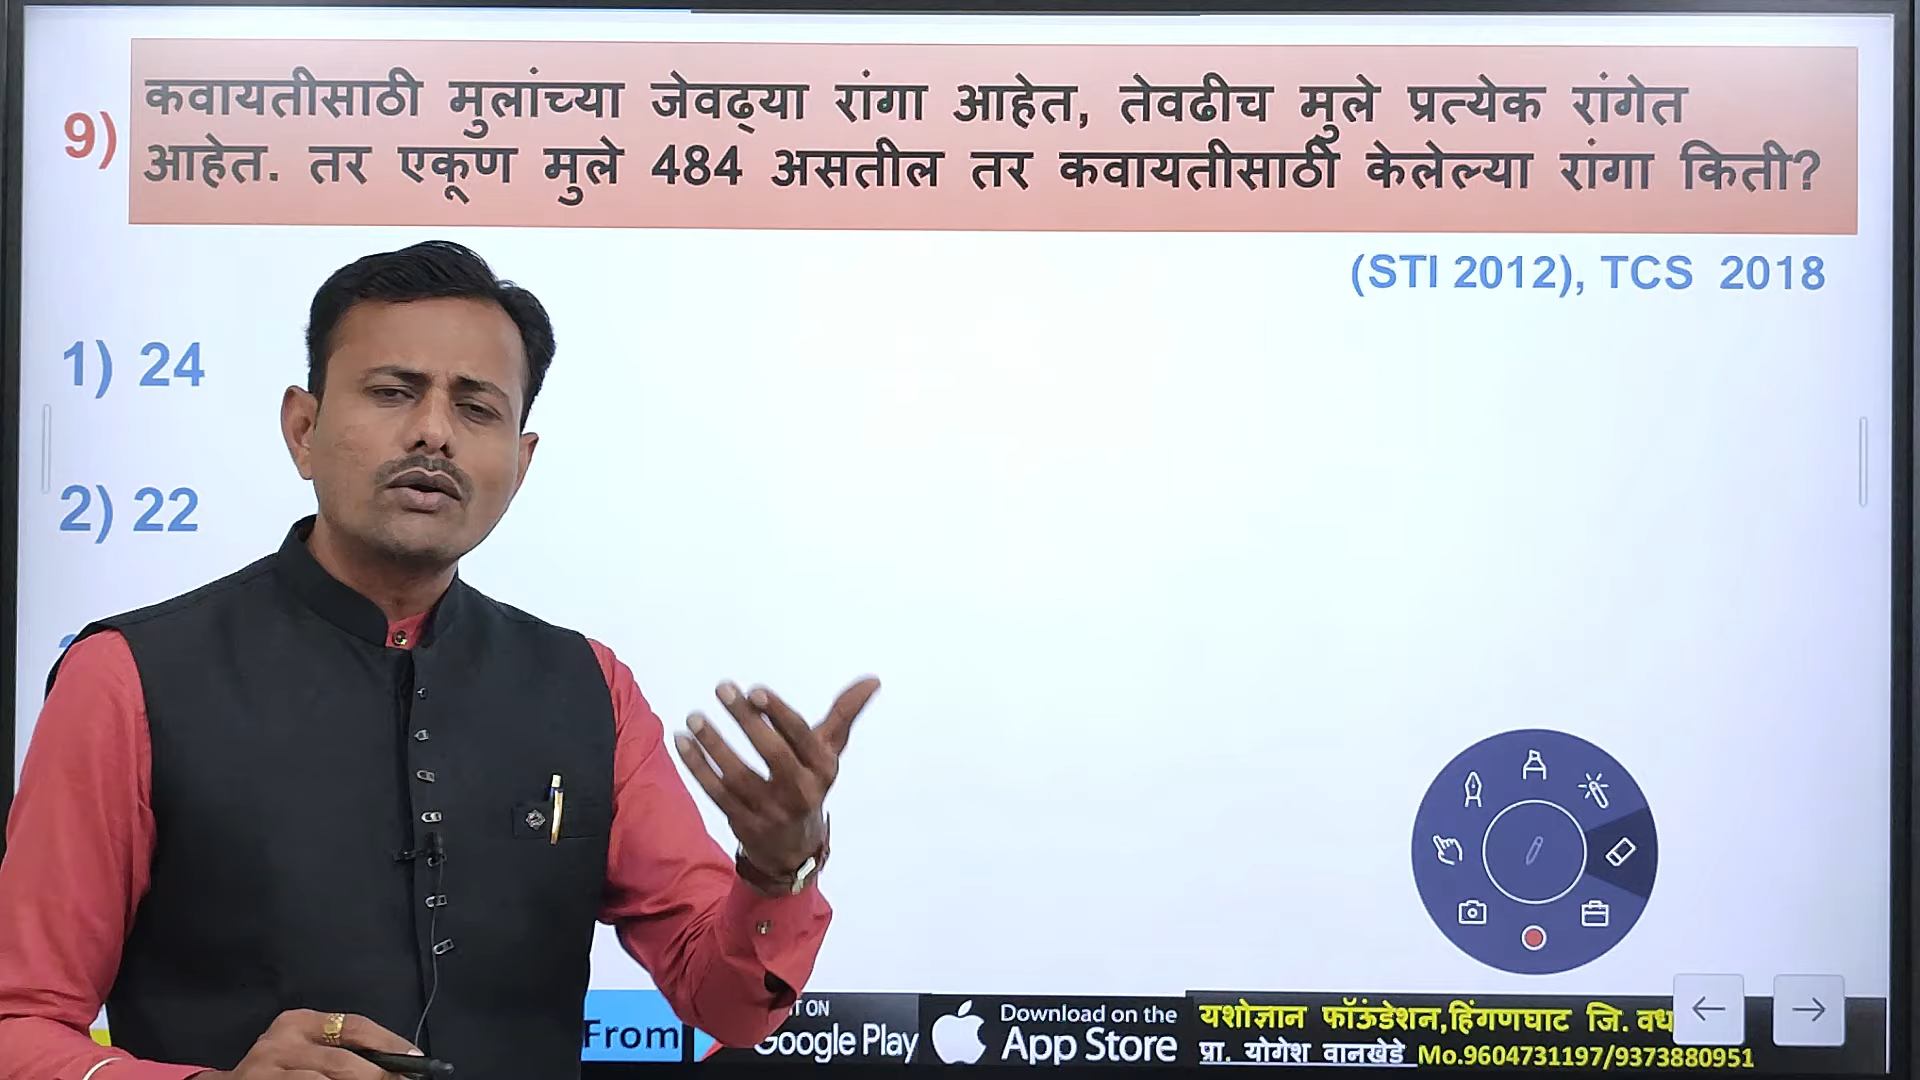 9)
कवायतीसाठी मुलांच्या जेवढ्या रांगा आहेत, तेवढीच मुले प्रत्येक रांगेत
आहेत. तर एकूण मुले 484 असतील तर कवायतीसाठी केलेल्या रांगा किती?
(STI 2012), TCS 2018
1) 24
2) 22
From
Google Play
Download on the
App Store
यशोज्ञान फॉऊंडेशन,हिंगणघाट जि.
प्रा. योगेश वानखेडे Mo.9604731197/9373880951